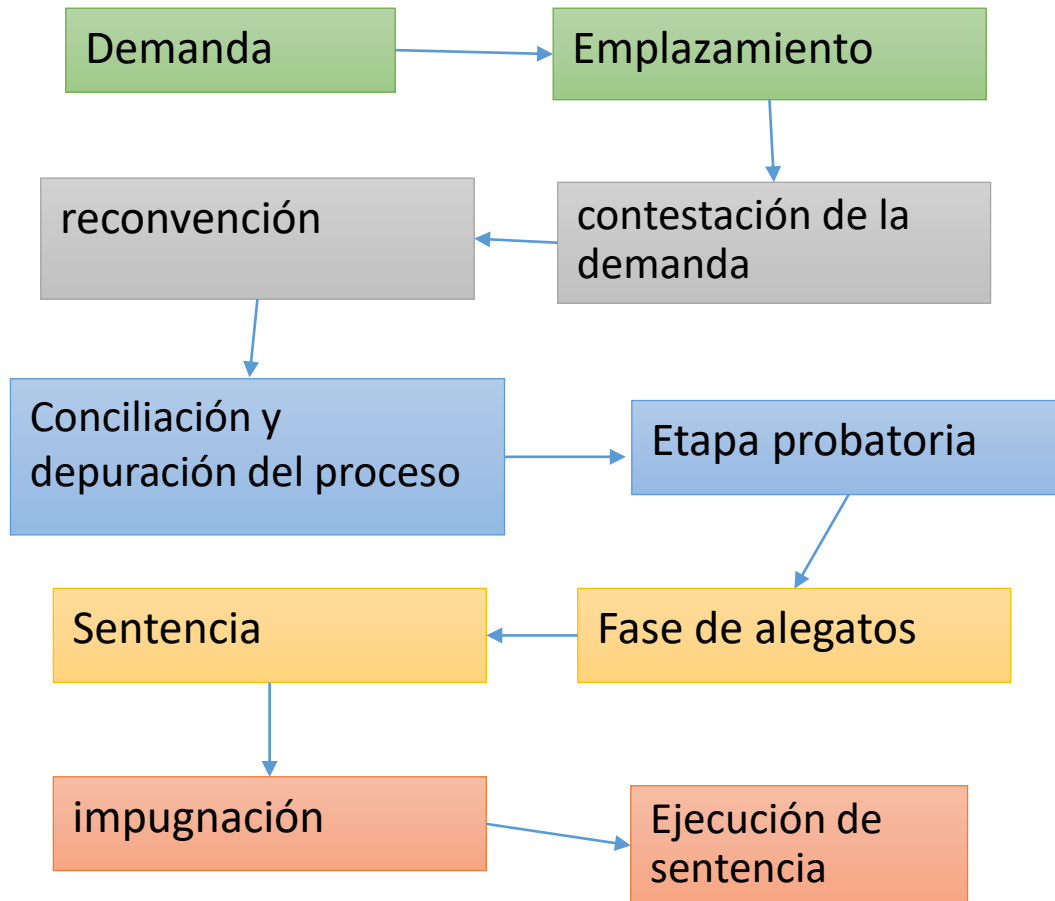 Demanda
Emplazamiento
contestación de la
demanda
reconvención
Conciliación y
depuración del proceso
Etapa probatoria
Fase de alegatos
Sentencia
impugnación
Ejecución de
sentencia